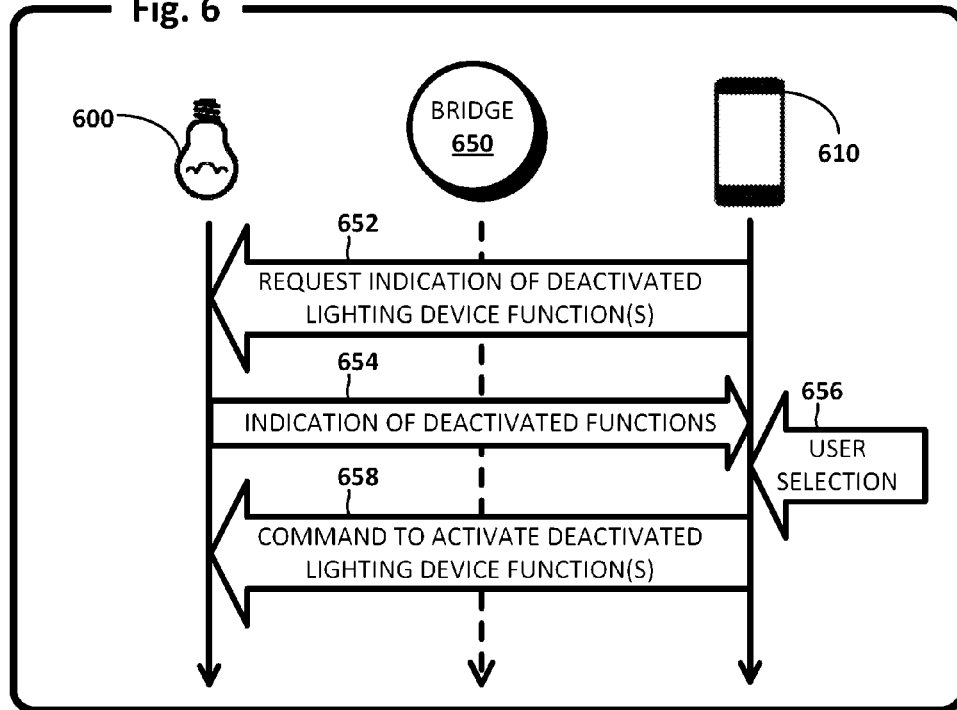 Fig. 6
600
BRIDGE
650
610
652
REQUEST INDICATION OF DEACTIVATED
LIGHTING DEVICE FUNCTION(S)
654
INDICATION OF DEACTIVATED FUNCTIONS
656
USER
SELECTION
658
COMMAND TO ACTIVATE DEACTIVATED
LIGHTING DEVICE FUNCTION(S)